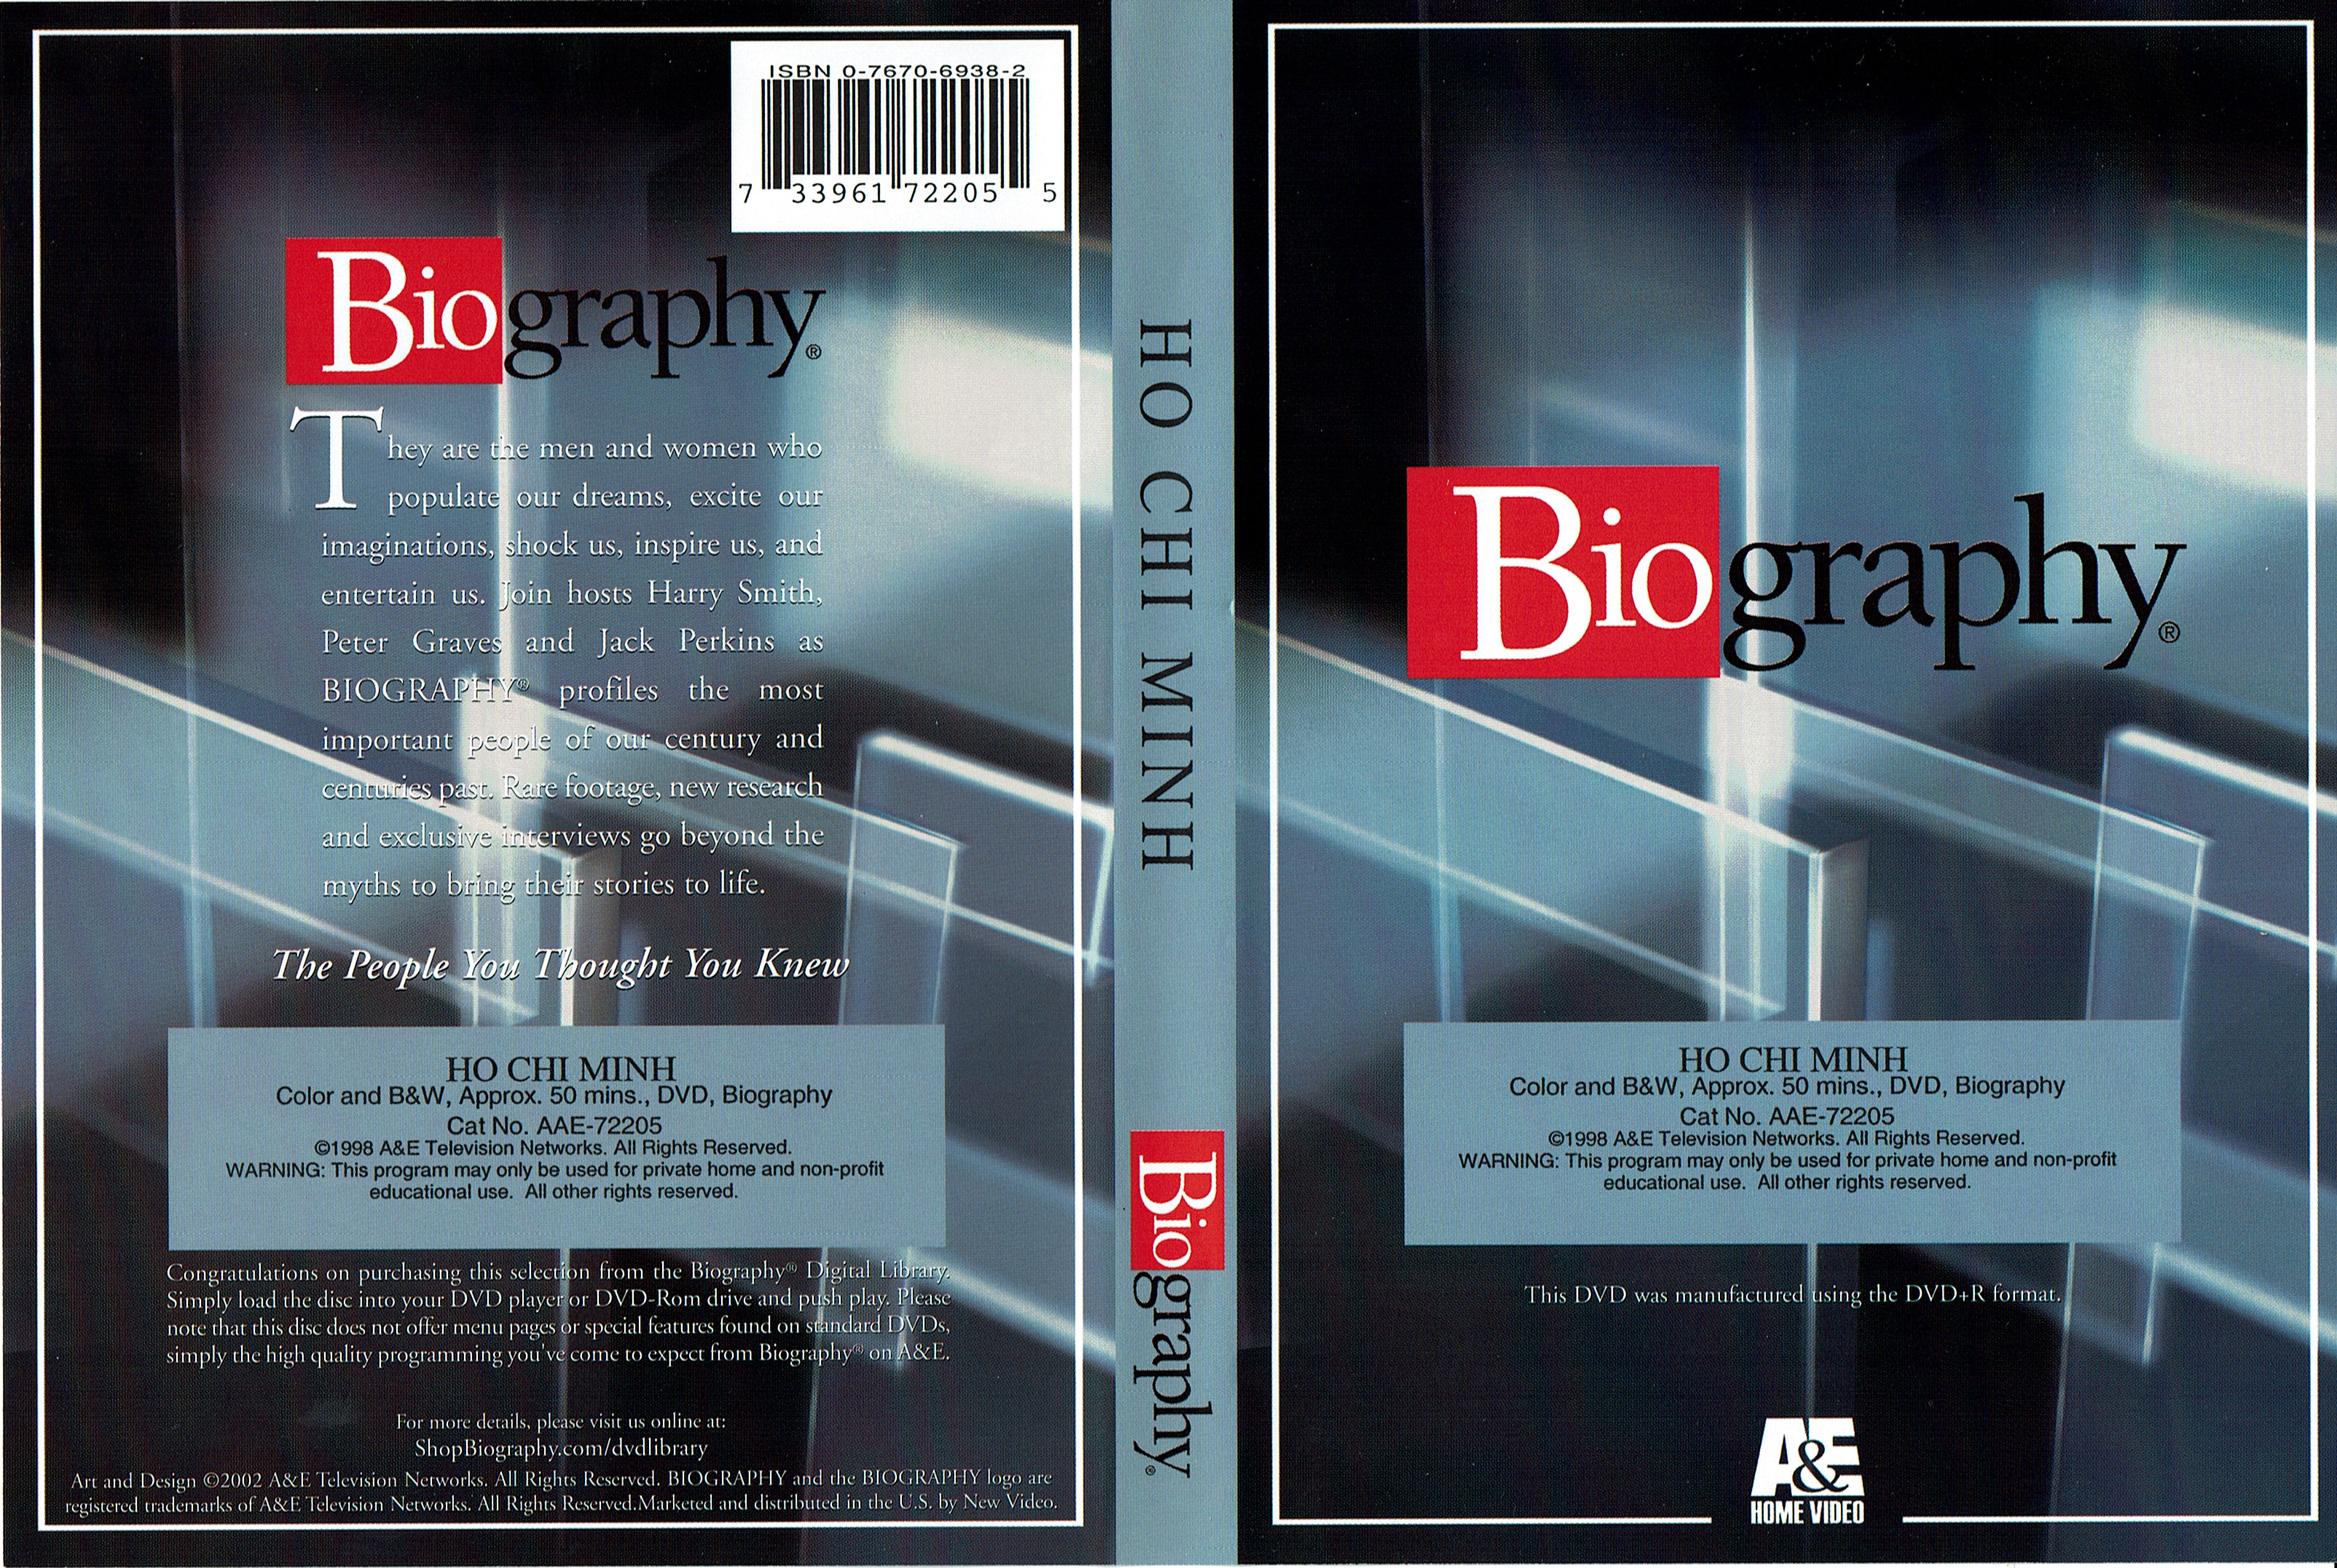 ISBN 0-7670-6938-2
7 33961 72205 5
Biography®
They are the men and women who
populate our dreams, excite our
imaginations, shock us, inspire us, and
entertain us. Join hosts Harry Smith,
Peter Graves and Jack Perkins as
BIOGRAPHY® profiles the most
important people of our century and
centuries past. Rare footage, new research
and exclusive interviews go beyond the
myths to bring their stories to life.
The People You Thought You Knew
HO CHI MINH
Color and B&W, Approx. 50 mins., DVD, Biography
Cat No. AAE-72205
©1998 A&E Television Networks. All Rights Reserved.
WARNING: This program may only be used for private home and non-profit
educational use.  All other rights reserved.
Congratulations on purchasing this selection from the Biography® Digital Library.
Simply load the disc into your DVD player or DVD-Rom drive and push play. Please
note that this disc does not offer menu pages or special features found on standard DVDs,
simply the high quality programming you've come to expect from Biography® on A&E.
For more details, please visit us online at:
ShopBiography.com/dvdlibrary
Art and Design ©2002 A&E Television Networks. All Rights Reserved. BIOGRAPHY and the BIOGRAPHY logo are
registered trademarks of A&E Television Networks. All Rights Reserved.Marketed and distributed in the U.S. by New Video.
HO CHI MINH
Biography®
Biography®
HO CHI MINH
Color and B&W, Approx. 50 mins., DVD, Biography
Cat No. AAE-72205
©1998 A&E Television Networks. All Rights Reserved.
WARNING: This program may only be used for private home and non-profit
educational use.  All other rights reserved.
This DVD was manufactured using the DVD+R format.
A&E
HOME VIDEO